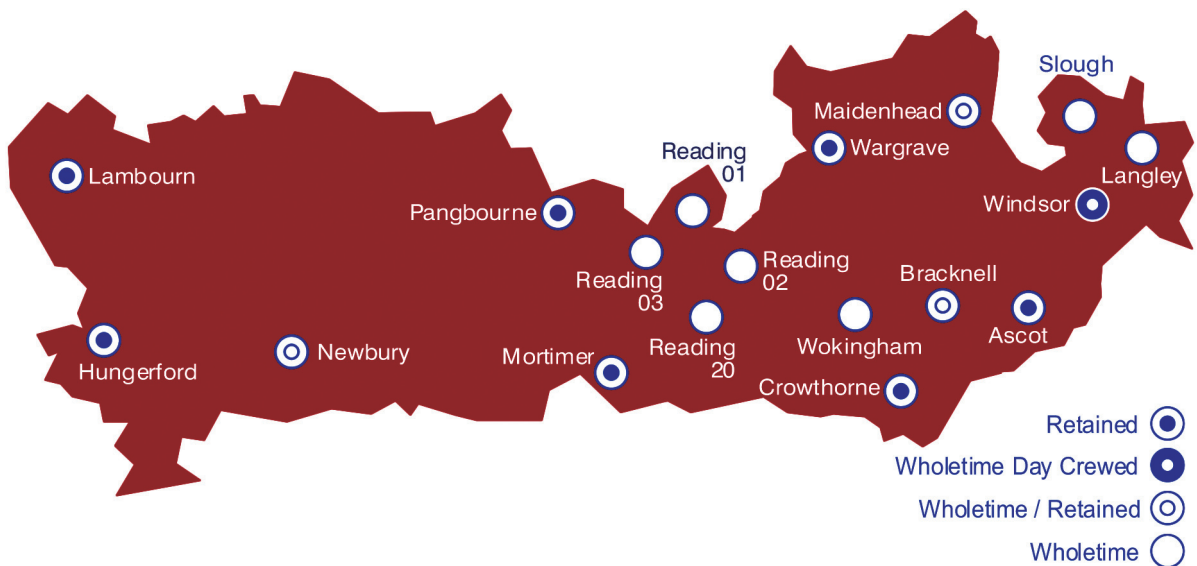 Slough
Maidenhead
Wargrave
Reading
01
Langley
Lambourn
Windsor
Pangbourne
Reading
03
Reading
02
Bracknell
Ascot
Hungerford
Newbury
Mortimer
Reading
20
Wokingham
Crowthorne
Retained
Wholetime Day Crewed
Wholetime / Retained
Wholetime